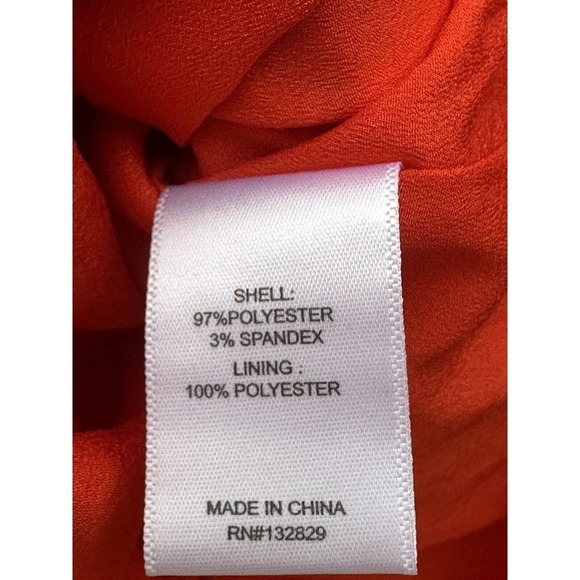 SHELL:
97%POLYESTER
3% SPANDEX
LINING :
100% POLYESTER
MADE IN CHINA
RN#132829